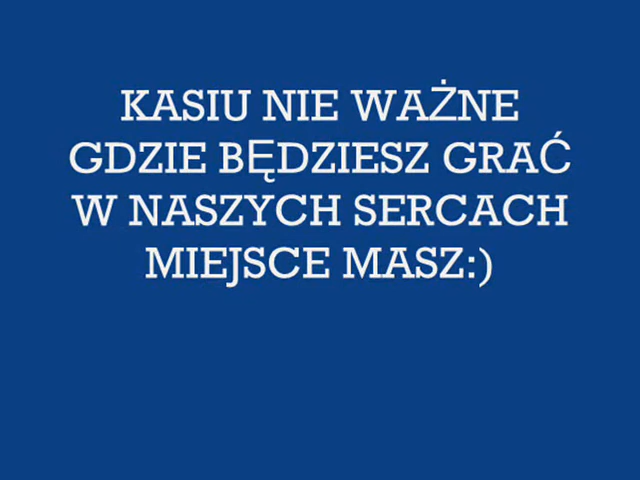 KASIU NIE WAŻNE
GDZIE BĘDZIESZ GRAĆ
W NASZYCH SERCACH
MIEJSCE MASZ:)